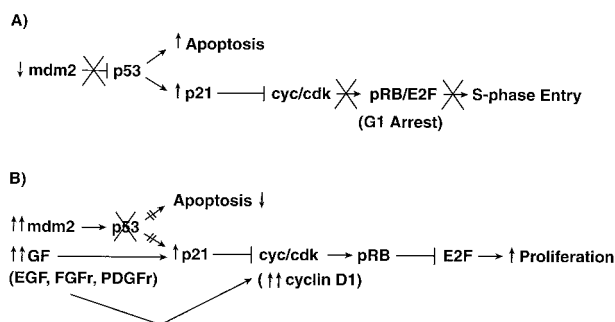 A)
↑ Apoptosis
↓ mdm2 p53
↑ p21 cyc/cdk pRB/E2F S-phase Entry
(G1 Arrest)
B)
Apoptosis ↓
↑↑ mdm2 p53
↑↑ GF ↑ p21 cyc/cdk pRB E2F ↑ Proliferation
(EGF, FGFr, PDGFr) (↑↑ cyclin D1)